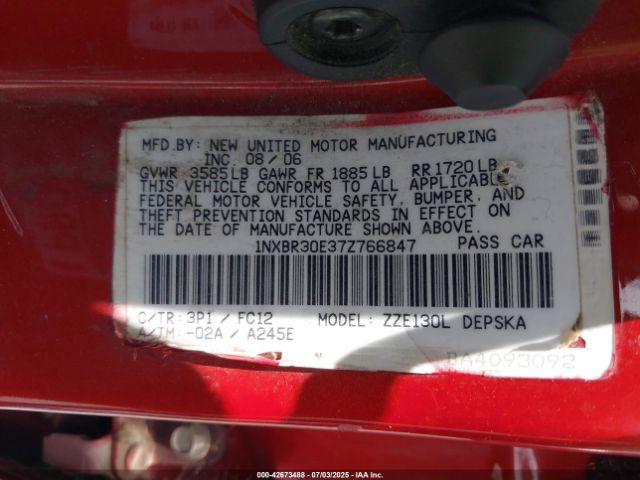 MFD.BY: NEW UNITED MOTOR MANUFACTURING
INC. 08/06
GVWR 3585LB GAWR FR 1885LB RR1720LB
THIS VEHICLE CONFORMS TO ALL APPLICABLE
FEDERAL MOTOR VEHICLE SAFETY, BUMPER, AND
THEFT PREVENTION STANDARDS IN EFFECT ON
THE DATE OF MANUFACTURE SHOWN ABOVE.
1NXBR30E37Z766847 PASS CAR
C/TR: 3P1 / FC12 MODEL: ZZE130L DEPSKA
A/TM: -02A / A245E
BA4093092
000-42673488 - 07/03/2025 - IAA Inc.